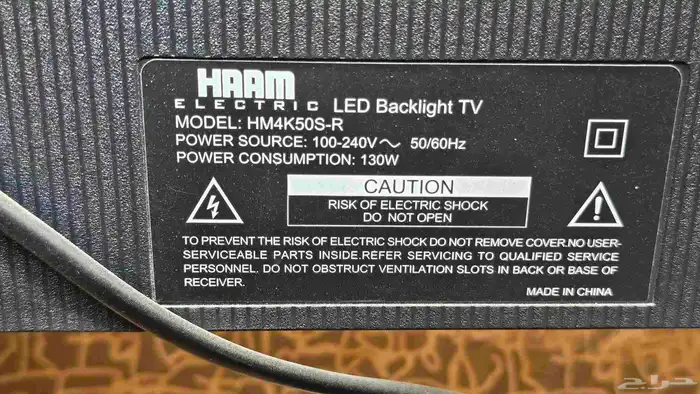 HAAM
ELECTRIC LED Backlight TV
MODEL: HM4K50S-R
POWER SOURCE: 100-240V～ 50/60Hz
POWER CONSUMPTION: 130W
CAUTION
RISK OF ELECTRIC SHOCK
DO NOT OPEN
TO PREVENT THE RISK OF ELECTRIC SHOCK DO NOT REMOVE COVER.NO USER-
SERVICEABLE PARTS INSIDE.REFER SERVICING TO QUALIFIED SERVICE
PERSONNEL. DO NOT OBSTRUCT VENTILATION SLOTS IN BACK OR BASE OF
RECEIVER.
MADE IN CHINA
حراج